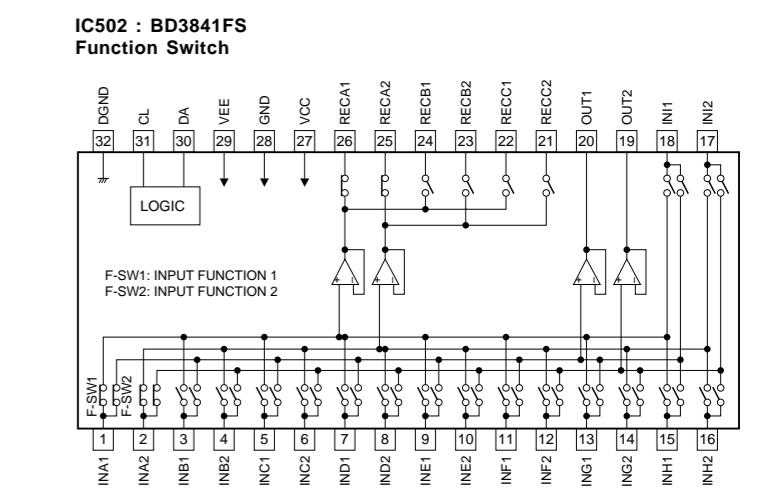 IC502 : BD3841FS
Function Switch
DGND CL DA VEE GND VCC RECA1 RECA2 RECB1 RECB2 RECC1 RECC2 OUT1 OUT2 INI1 INI2
32 31 30 29 28 27 26 25 24 23 22 21 20 19 18 17
LOGIC
+ − + − + − + −
F-SW1: INPUT FUNCTION 1
F-SW2: INPUT FUNCTION 2
F-SW1 F-SW2
1 2 3 4 5 6 7 8 9 10 11 12 13 14 15 16
INA1 INA2 INB1 INB2 INC1 INC2 IND1 IND2 INE1 INE2 INF1 INF2 ING1 ING2 INH1 INH2